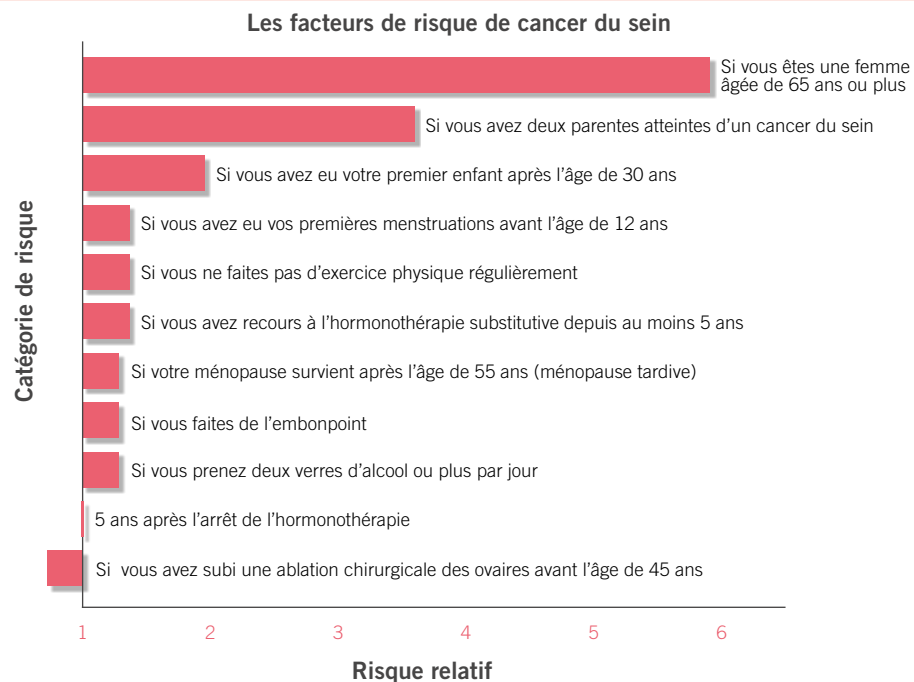 Les facteurs de risque de cancer du sein
Catégorie de risque
Si vous êtes une femme
âgée de 65 ans ou plus
Si vous avez deux parentes atteintes d'un cancer du sein
Si vous avez eu votre premier enfant après l'âge de 30 ans
Si vous avez eu vos premières menstruations avant l'âge de 12 ans
Si vous ne faites pas d'exercice physique régulièrement
Si vous avez recours à l'hormonothérapie substitutive depuis au moins 5 ans
Si votre ménopause survient après l'âge de 55 ans (ménopause tardive)
Si vous faites de l'embonpoint
Si vous prenez deux verres d'alcool ou plus par jour
5 ans après l'arrêt de l'hormonothérapie
Si vous avez subi une ablation chirurgicale des ovaires avant l'âge de 45 ans
1 2 3 4 5 6
Risque relatif